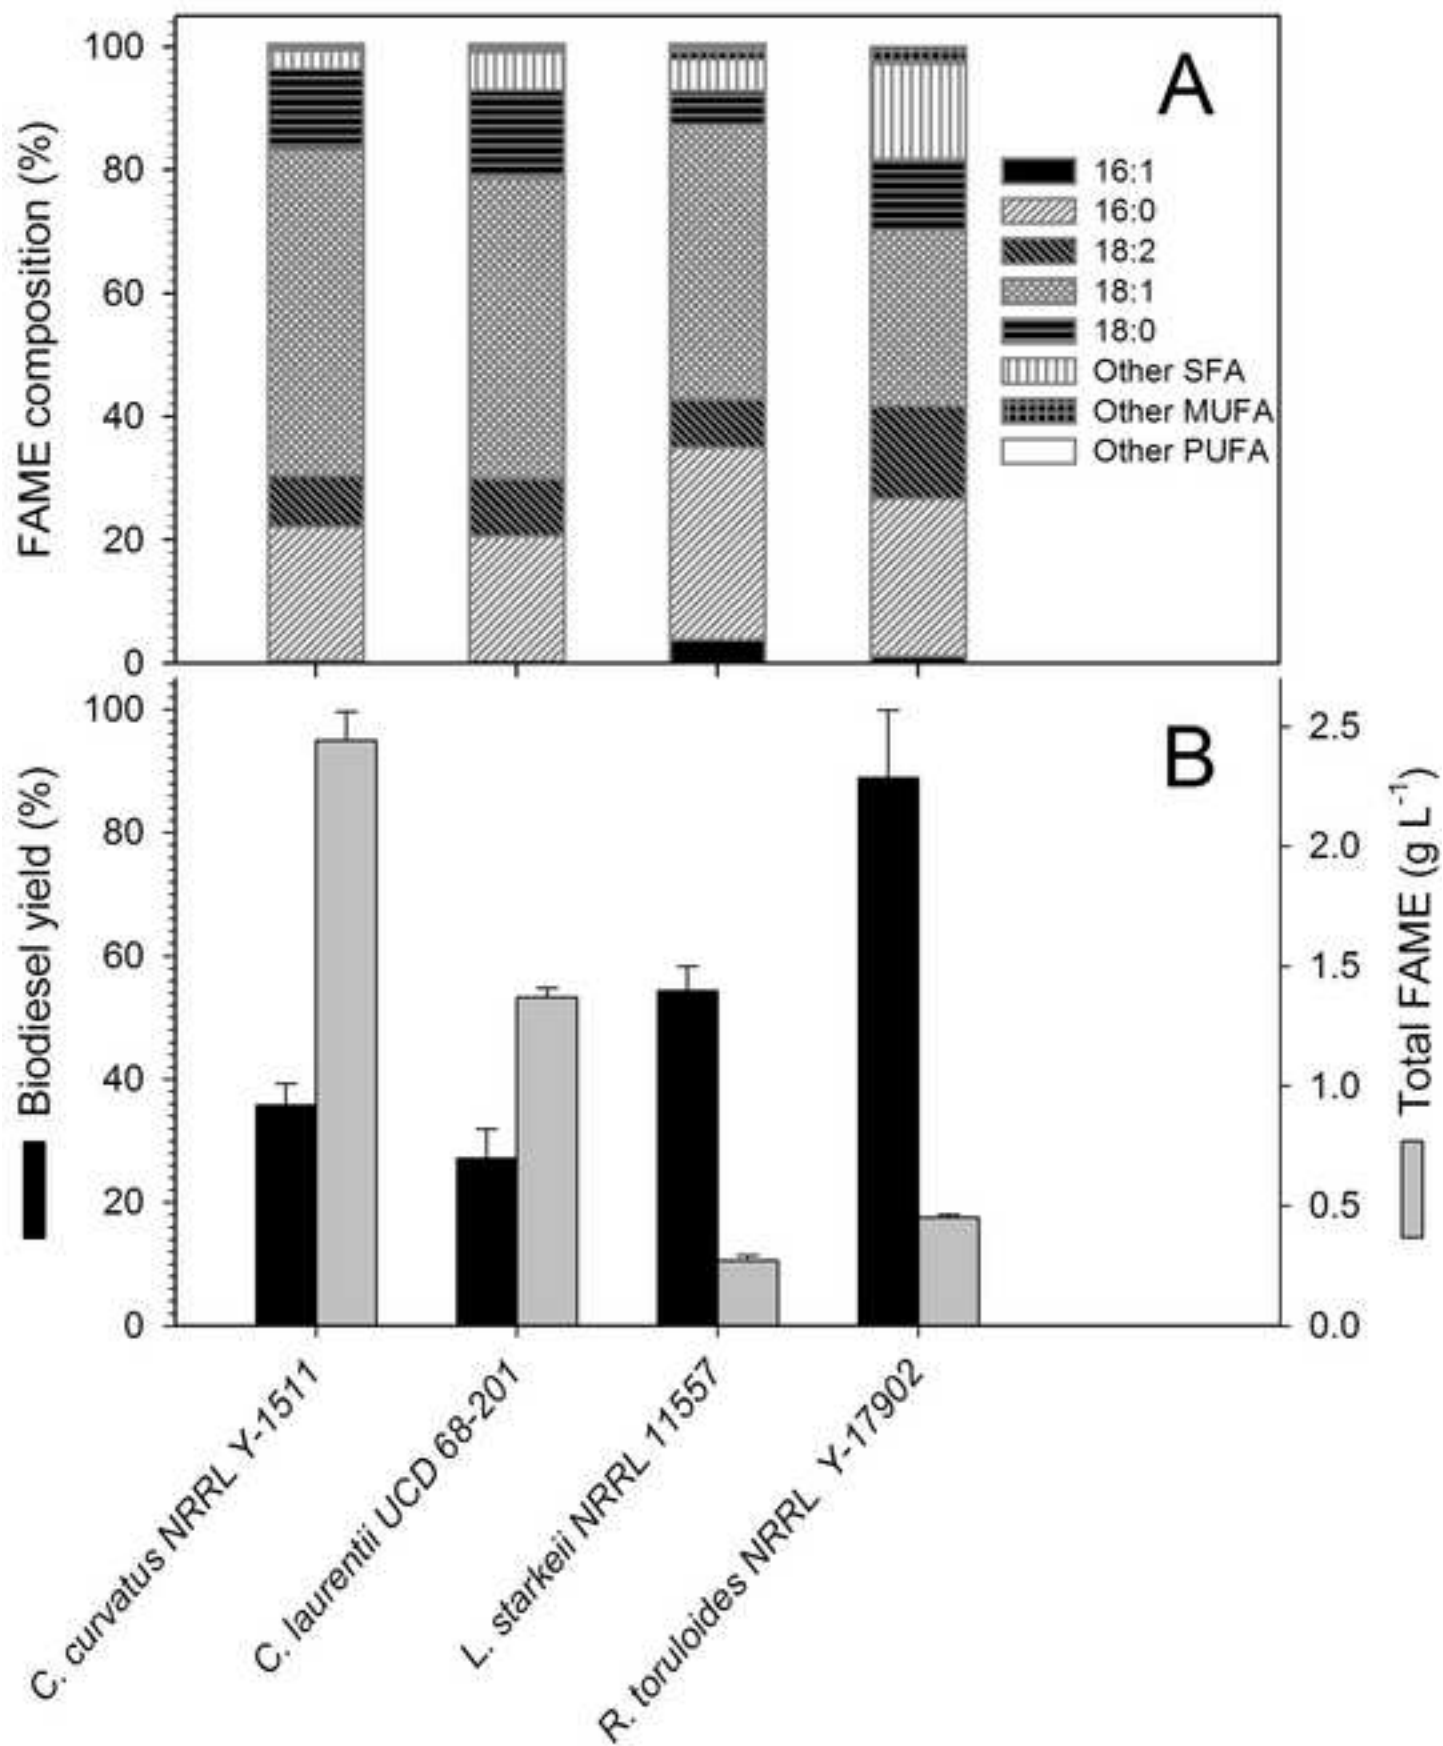 A
FAME composition (%)
100
80
60
40
20
0
16:1
16:0
18:2
18:1
18:0
Other SFA
Other MUFA
Other PUFA
B
Biodiesel yield (%)
100
80
60
40
20
0
2.5
2.0
1.5
1.0
0.5
0.0
Total FAME (g L-1)
C. curvatus NRRL Y-1511
C. laurentii UCD 68-201
L. starkeii NRRL 11557
R. toruloides NRRL Y-17902